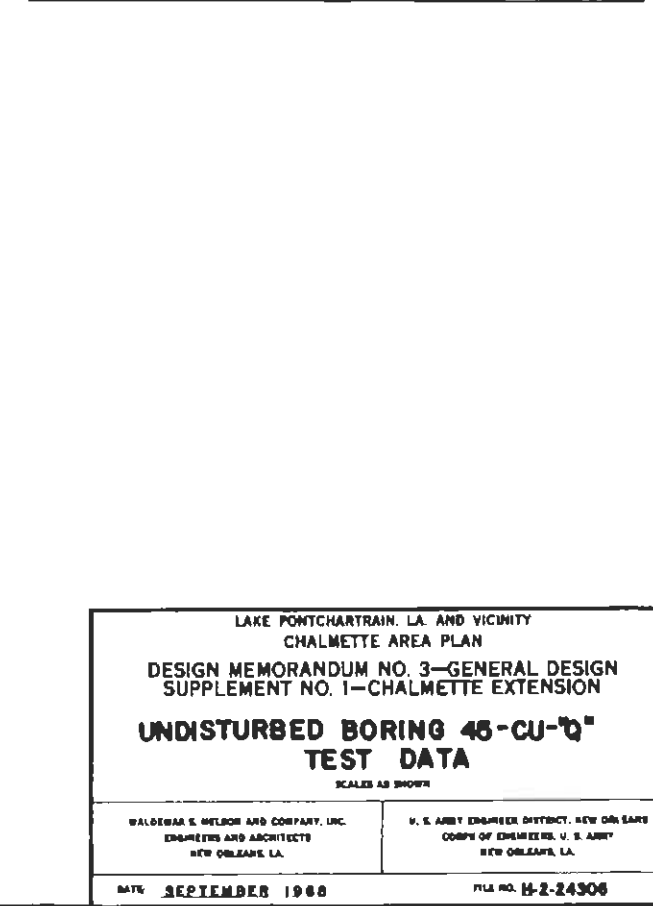 LAKE PONTCHARTRAIN, LA. AND VICINITY
CHALMETTE AREA PLAN
DESIGN MEMORANDUM NO. 3—GENERAL DESIGN
SUPPLEMENT NO. 1—CHALMETTE EXTENSION
UNDISTURBED BORING 46-CU-"Q"
TEST DATA
SCALES AS SHOWN
WALDEMAR S. NELSON AND COMPANY, INC.
ENGINEERS AND ARCHITECTS
NEW ORLEANS, LA.
U. S. ARMY ENGINEER DISTRICT, NEW ORLEANS
CORPS OF ENGINEERS, U. S. ARMY
NEW ORLEANS, LA.
DATE SEPTEMBER 1968
FILE NO. H-2-24306